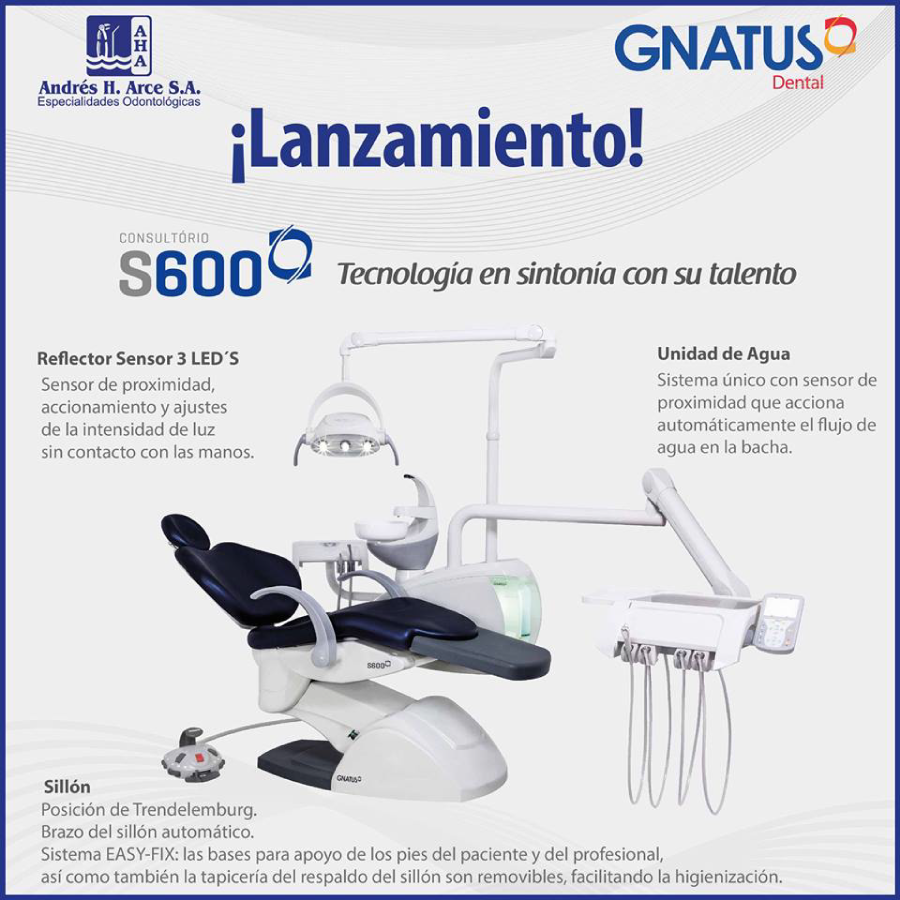 AHA
Andrés H. Arce S.A.
Especialidades Odontológicas
GNATUS
Dental
¡Lanzamiento!
CONSULTÓRIO
S600
Tecnología en sintonía con su talento
Reflector Sensor 3 LED´S
Sensor de proximidad,
accionamiento y ajustes
de la intensidad de luz
sin contacto con las manos.
Unidad de Agua
Sistema único con sensor de
proximidad que acciona
automáticamente el flujo de
agua en la bacha.
S600
GNATUS
Sillón
Posición de Trendelemburg.
Brazo del sillón automático.
Sistema EASY-FIX: las bases para apoyo de los pies del paciente y del profesional,
así como también la tapicería del respaldo del sillón son removibles, facilitando la higienización.